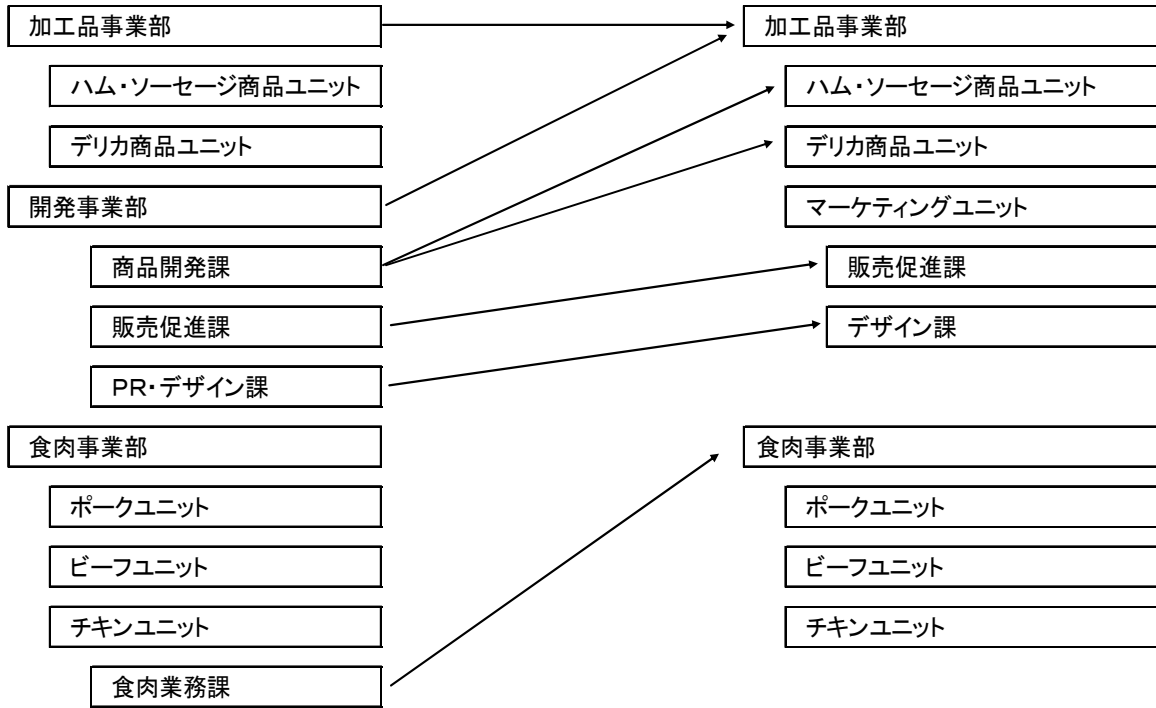 加工品事業部
ハム・ソーセージ商品ユニット
デリカ商品ユニット
開発事業部
商品開発課
販売促進課
PR・デザイン課
食肉事業部
ポークユニット
ビーフユニット
チキンユニット
食肉業務課
加工品事業部
ハム・ソーセージ商品ユニット
デリカ商品ユニット
マーケティングユニット
販売促進課
デザイン課
食肉事業部
ポークユニット
ビーフユニット
チキンユニット